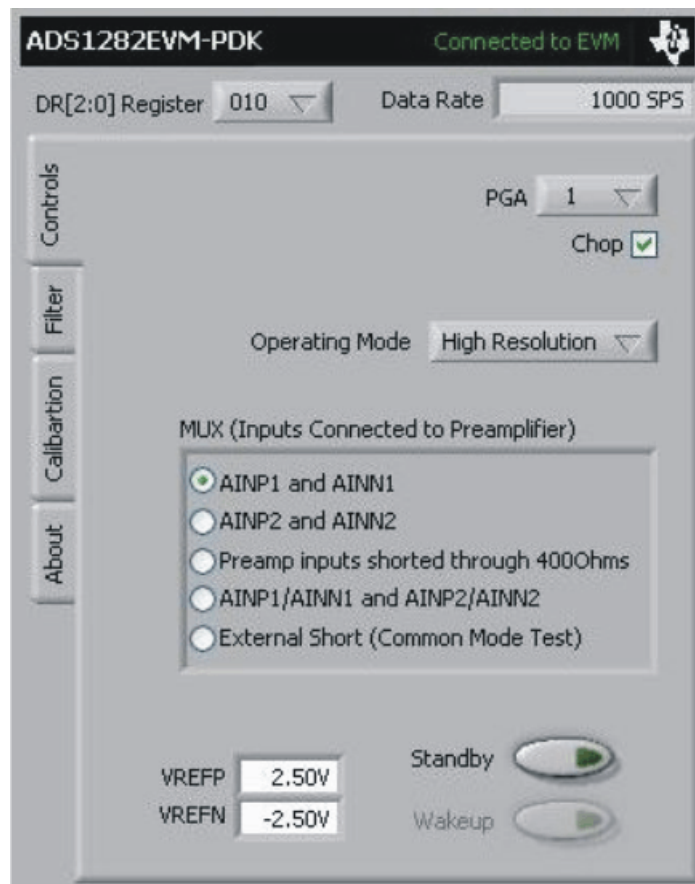 ADS1282EVM-PDK Connected to EVM
DR[2:0] Register 010 Data Rate 1000 SPS
Controls
Filter
Calibartion
About
PGA 1
Chop
Operating Mode High Resolution
MUX (Inputs Connected to Preamplifier)
AINP1 and AINN1
AINP2 and AINN2
Preamp inputs shorted through 400Ohms
AINP1/AINN1 and AINP2/AINN2
External Short (Common Mode Test)
VREFP 2.50V
VREFN -2.50V
Standby
Wakeup